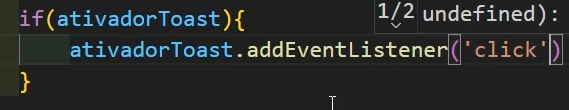 if(ativadorToast){
1/2 undefined):
ativadorToast.addEventListener('click')
}